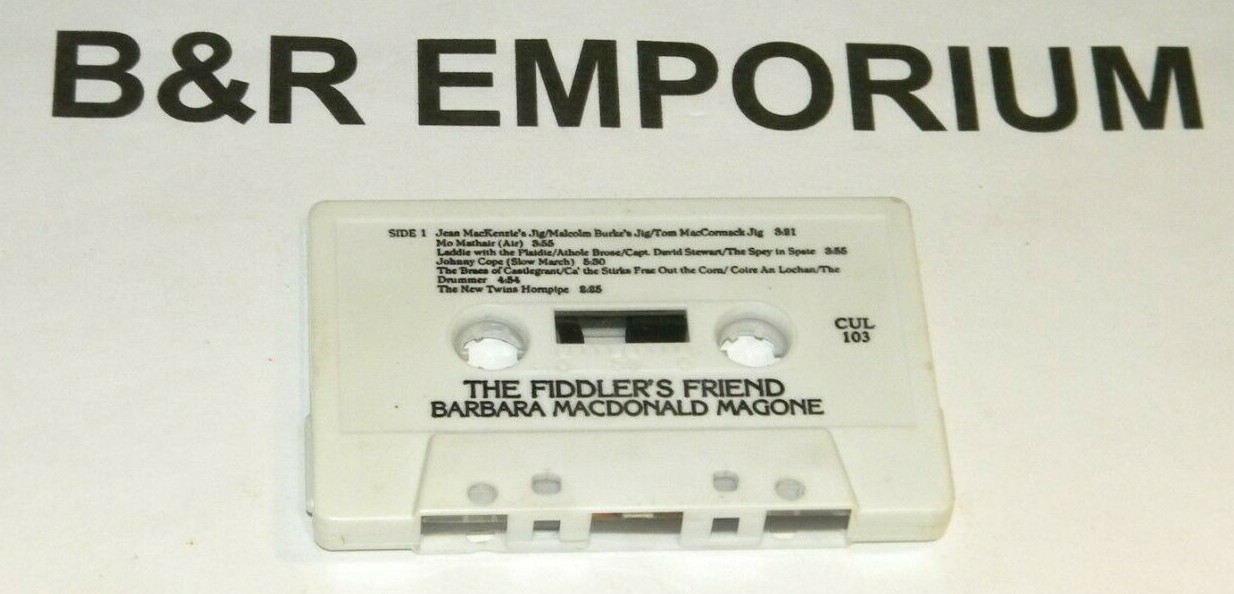 B&R EMPORIUM
SIDE 1 Jean MacKenzie's Jig/Malcolm Burke's Jig/Tom MacCormack Jig 3:21
Mo Mathair (Air) 3:55
Laddie with the Plaidie/Athole Brose/Capt. David Stewart/The Spey in Spate 3:55
Johnny Cope (Slow March) 5:30
The Braes of Castlegrant/Ca' the Stirks Frae Out the Corn/ Coire An Lochan/The
Drummer 4:54
The New Twins Hornpipe 2:25
CUL
103
THE FIDDLER'S FRIEND
BARBARA MACDONALD MAGONE